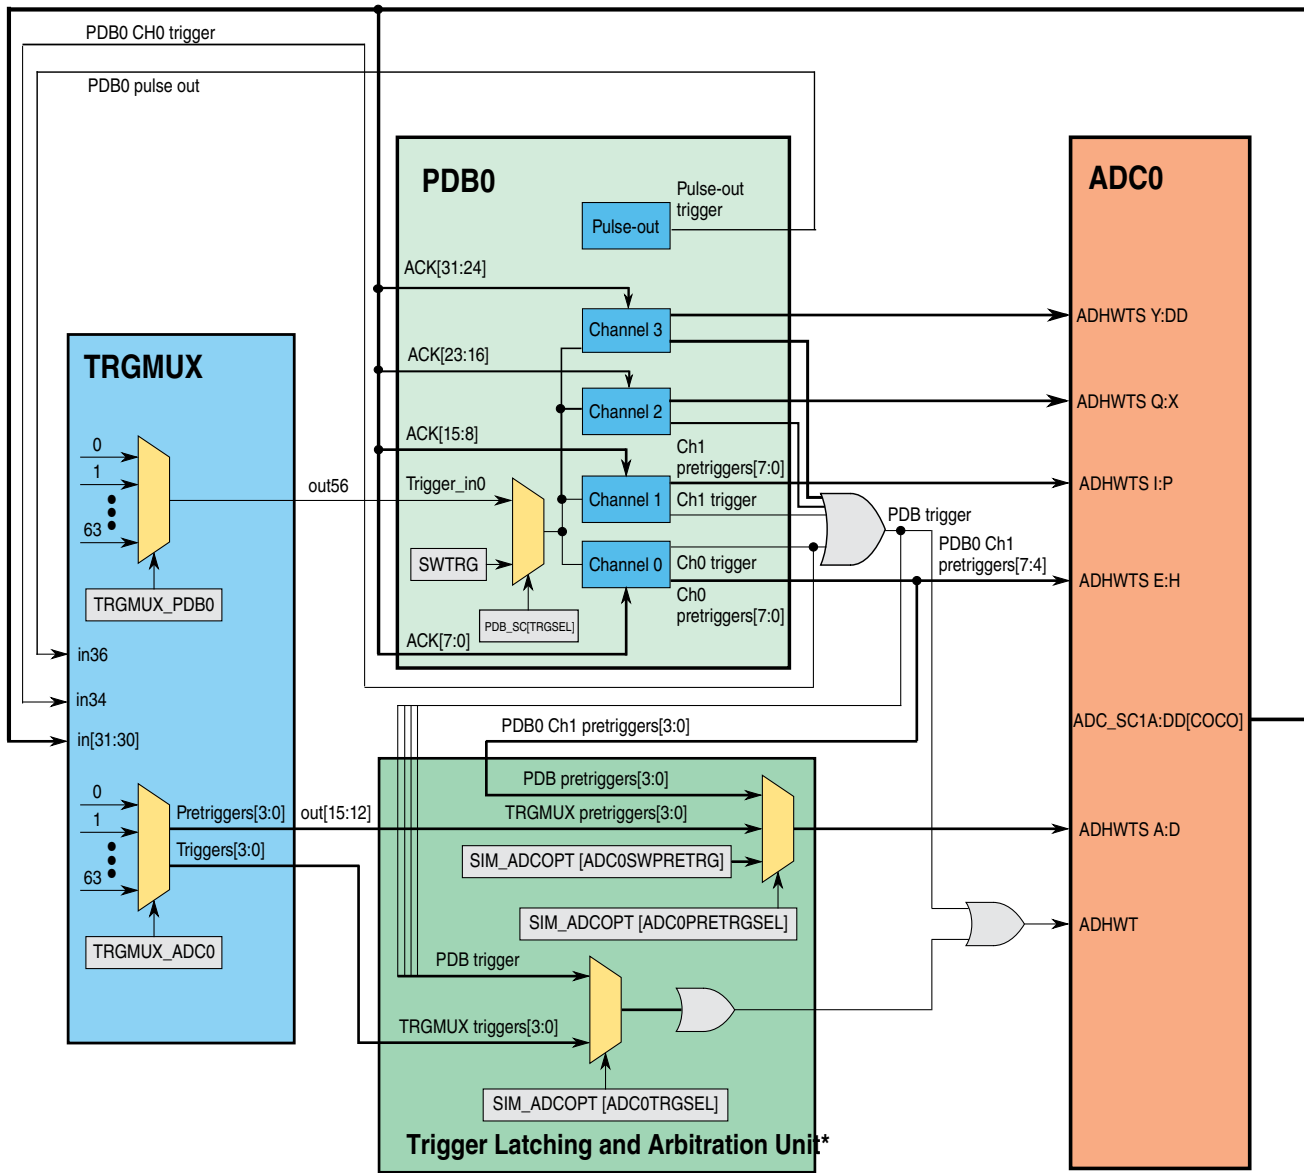 PDB0 CH0 trigger
PDB0 pulse out
PDB0
Pulse-out
trigger
Pulse-out
ACK[31:24]
Channel 3
ACK[23:16]
Channel 2
ACK[15:8]
Ch1
pretriggers[7:0]
Trigger_in0
Channel 1
Ch1 trigger
SWTRG
Channel 0
Ch0 trigger
Ch0
pretriggers[7:0]
PDB_SC[TRGSEL]
ACK[7:0]
PDB trigger
PDB0 Ch1
pretriggers[7:4]
ADC0
ADHWTS Y:DD
ADHWTS Q:X
ADHWTS I:P
ADHWTS E:H
ADC_SC1A:DD[COCO]
ADHWTS A:D
ADHWT
TRGMUX
0
1
63
out56
TRGMUX_PDB0
in36
in34
in[31:30]
0
1
63
Pretriggers[3:0]
out[15:12]
Triggers[3:0]
TRGMUX_ADC0
PDB0 Ch1 pretriggers[3:0]
PDB pretriggers[3:0]
TRGMUX pretriggers[3:0]
SIM_ADCOPT [ADC0SWPRETRG]
SIM_ADCOPT [ADC0PRETRGSEL]
PDB trigger
TRGMUX triggers[3:0]
SIM_ADCOPT [ADC0TRGSEL]
Trigger Latching and Arbitration Unit*